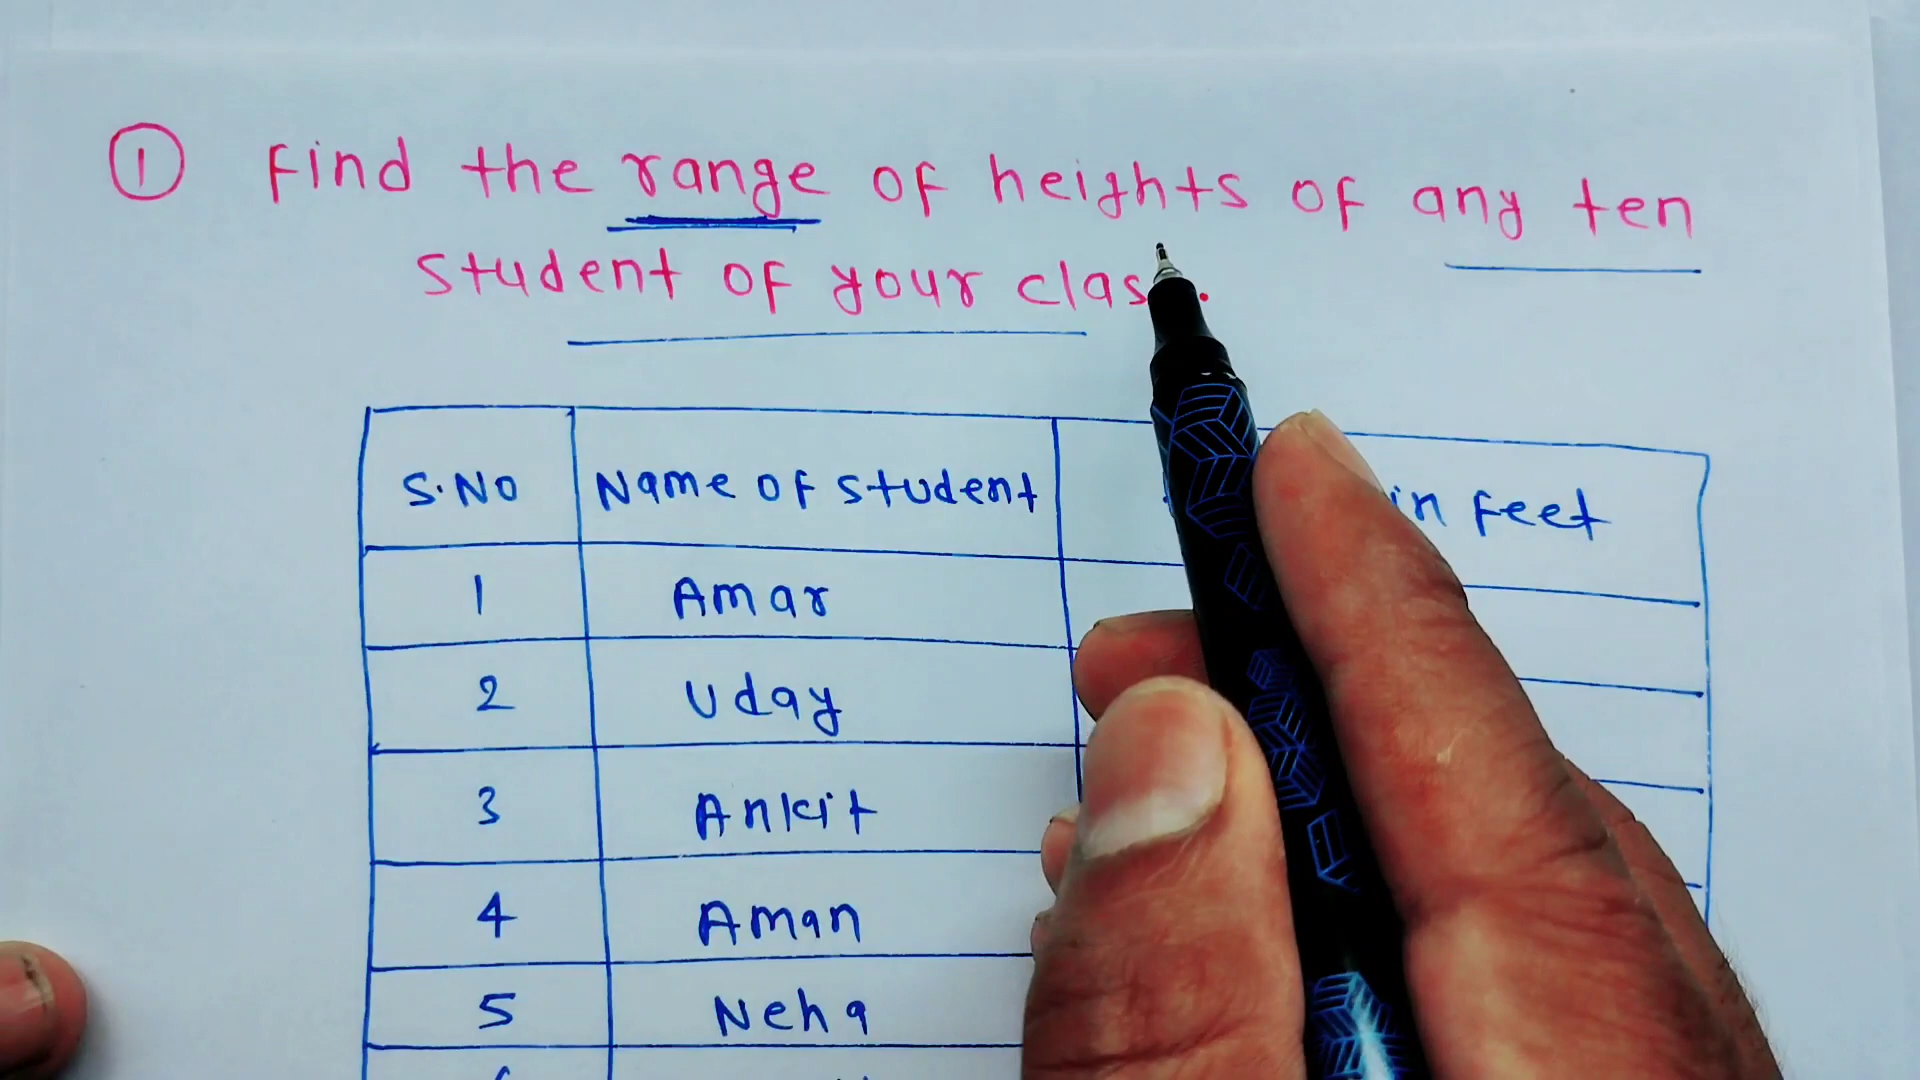 1 Find the range of heights of any ten
student of your clas
S.No Name of student in feet
1 Amar
2 Uday
3 Ankit
4 Aman
5 Neha